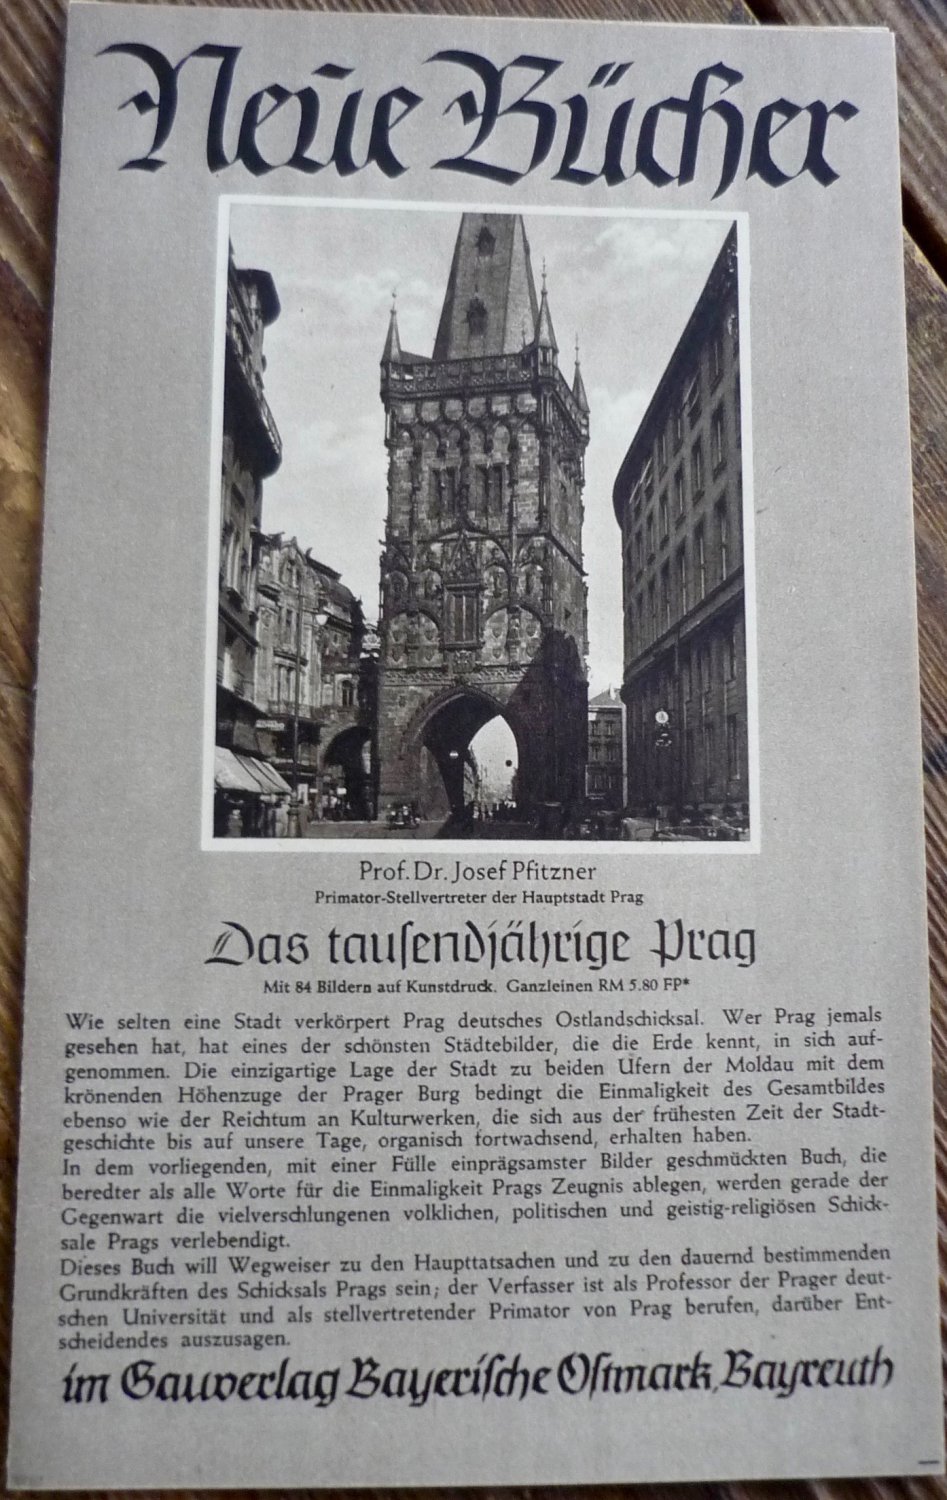 Neue Bücher
Prof. Dr. Josef Pfitzner
Primator-Stellvertreter der Hauptstadt Prag
Das tauſendjährige Prag
Mit 84 Bildern auf Kunstdruck. Ganzleinen RM 5.80 FP*
Wie selten eine Stadt verkörpert Prag deutsches Ostlandschicksal. Wer Prag jemals
gesehen hat, hat eines der schönsten Städtebilder, die die Erde kennt, in sich auf-
genommen. Die einzigartige Lage der Stadt zu beiden Ufern der Moldau mit dem
krönenden Höhenzuge der Prager Burg bedingt die Einmaligkeit des Gesamtbildes
ebenso wie der Reichtum an Kulturwerken, die sich aus der frühesten Zeit der Stadt-
geschichte bis auf unsere Tage, organisch fortwachsend, erhalten haben.
In dem vorliegenden, mit einer Fülle einprägsamster Bilder geschmückten Buch, die
beredter als alle Worte für die Einmaligkeit Prags Zeugnis ablegen, werden gerade der
Gegenwart die vielverschlungenen volklichen, politischen und geistig-religiösen Schick-
sale Prags verlebendigt.
Dieses Buch will Wegweiser zu den Haupttatsachen und zu den dauernd bestimmenden
Grundkräften des Schicksals Prags sein; der Verfasser ist als Professor der Prager deut-
schen Universität und als stellvertretender Primator von Prag berufen, darüber Ent-
scheidendes auszusagen.
im Gauverlag Bayeriſche Oſtmark, Bayreuth